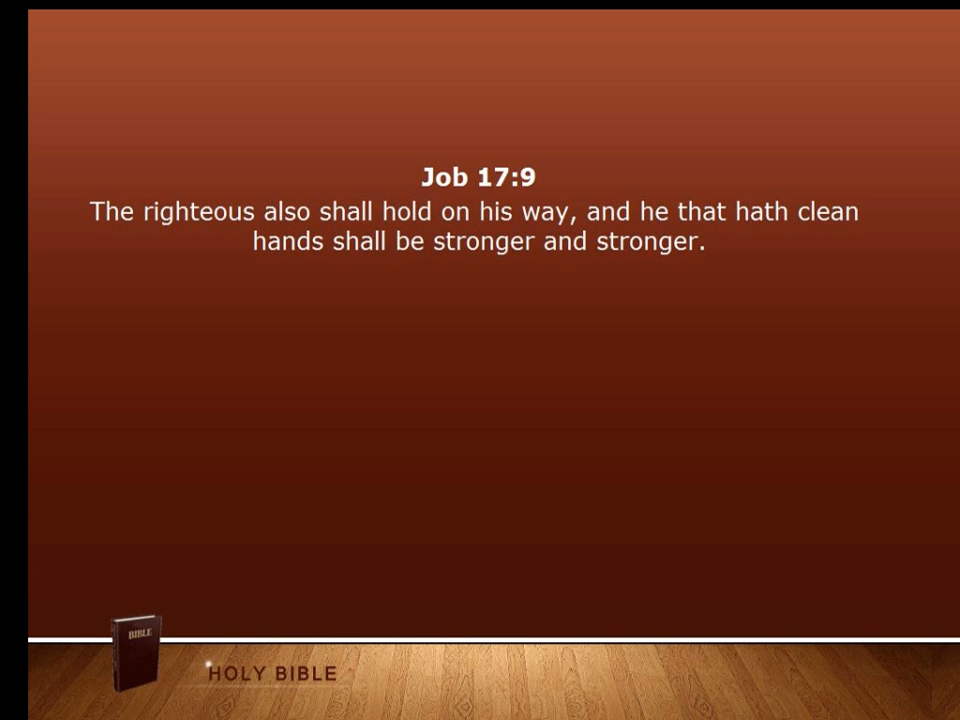 Job 17:9
The righteous also shall hold on his way, and he that hath clean
hands shall be stronger and stronger.
BIBLE
HOLY BIBLE